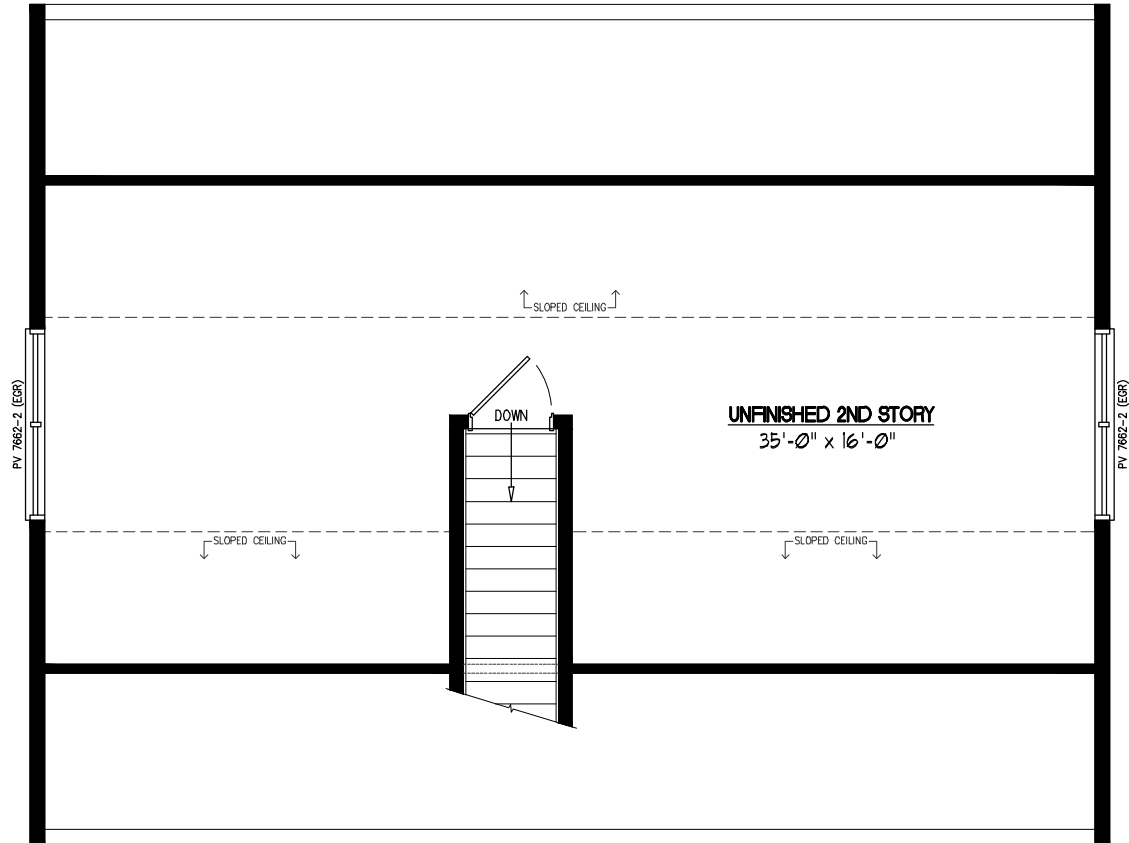 SLOPED CEILING
PV 7662-2 (EGR)
DOWN
UNFINISHED 2ND STORY
35'-0" x 16'-0"
PV 7662-2 (EGR)
SLOPED CEILING
SLOPED CEILING